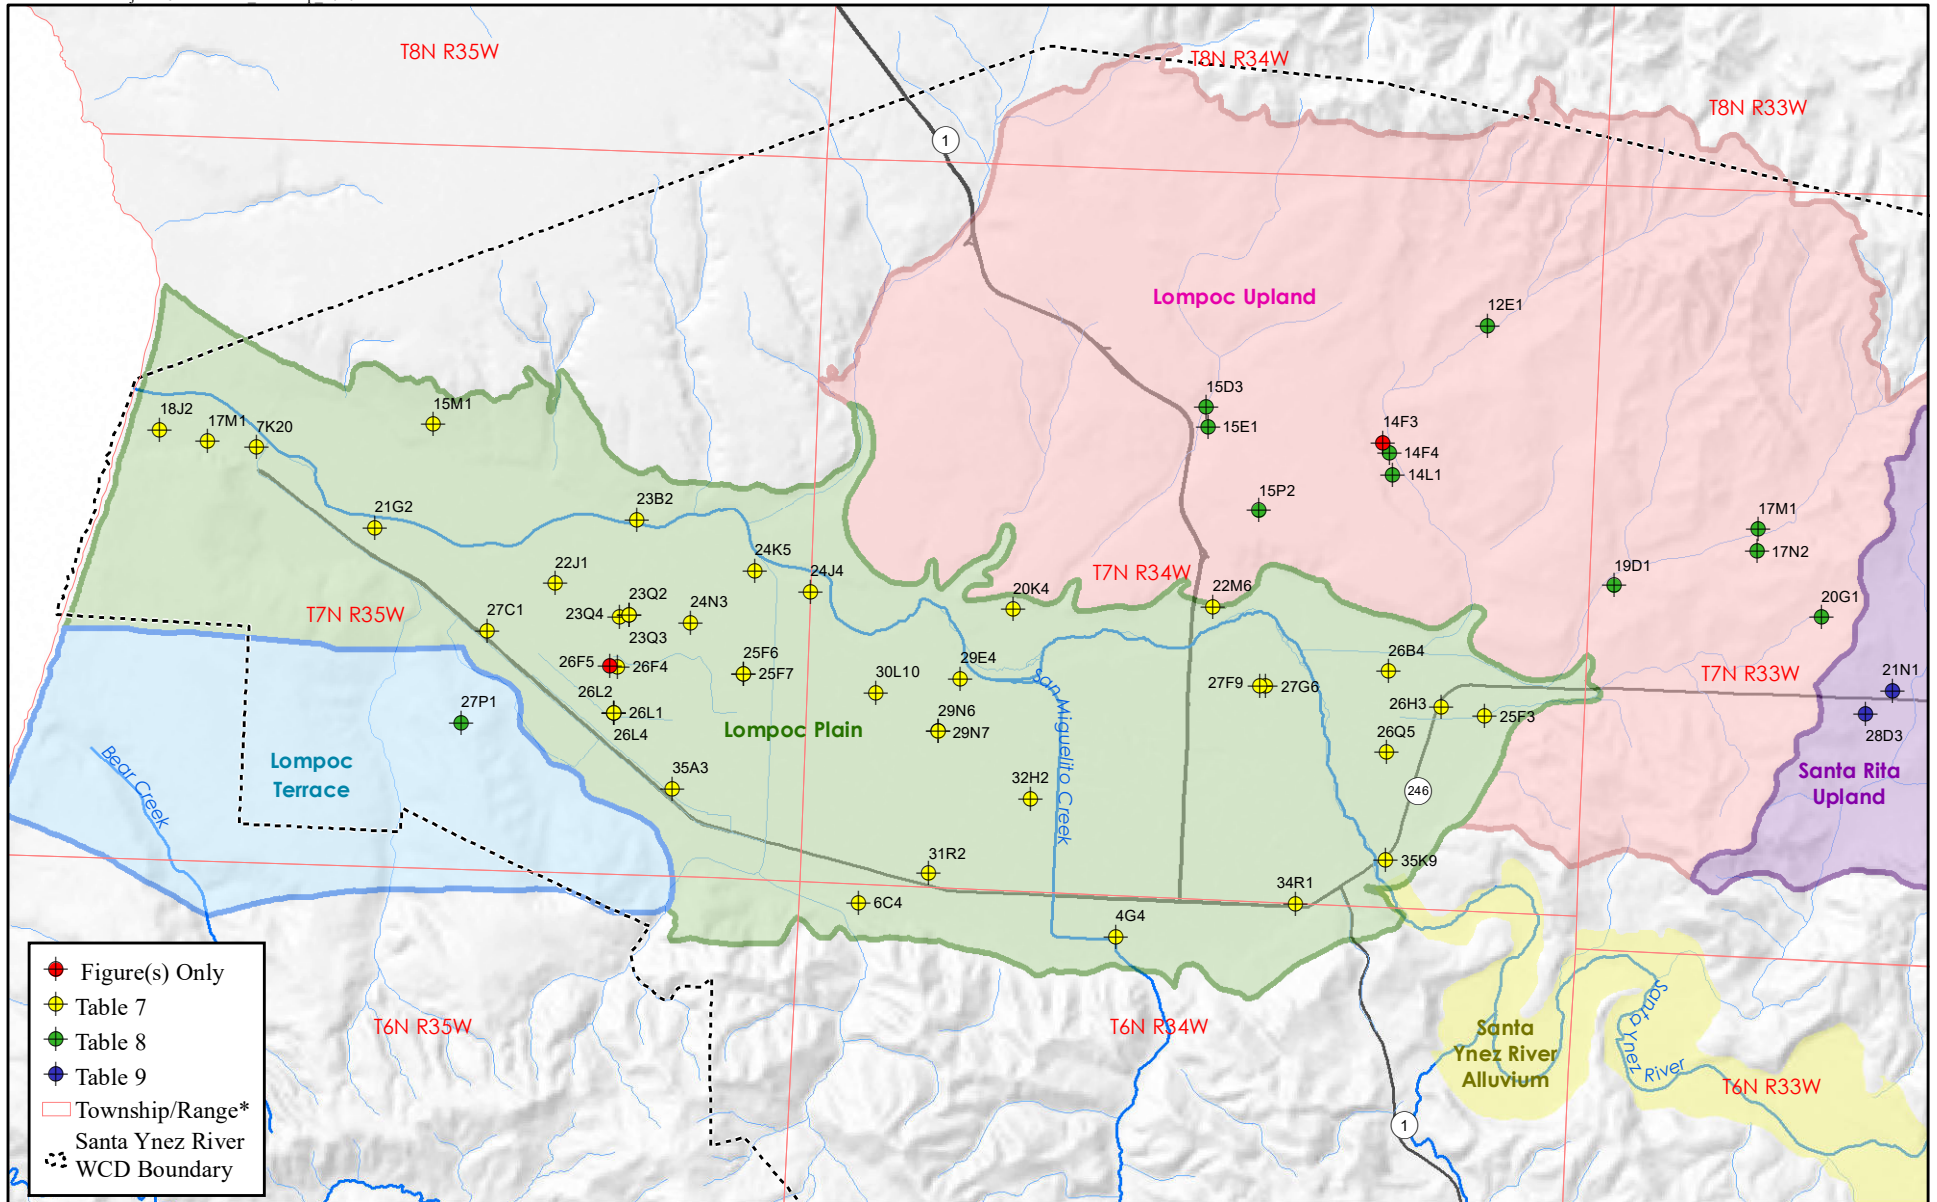 T8N R35W
T8N R34W
T8N R33W
1
Lompoc Upland
12E1
15D3
15E1
14F3
14F4
14L1
15P2
17M1
17N2
19D1
20G1
18J2
17M1
7K20
15M1
21G2
23B2
22J1
24K5
24J4
T7N R34W
20K4
22M6
T7N R35W
27C1
23Q4
23Q2
24N3
23Q3
26F5
26F4
25F6
25F7
26L2
26L1
26L4
30L10
29E4
29N6
29N7
27F9
27G6
26B4
26H3
25F3
26Q5
T7N R33W
21N1
28D3
27P1
Lompoc Plain
San Miguelito Creek
Bear Creek
Lompoc
Terrace
Santa Rita
Upland
35A3
32H2
246
31R2
6C4
4G4
34R1
35K9
T6N R35W
T6N R34W
T6N R33W
Santa
Ynez River
Alluvium
Santa
Ynez
River
1
Figure(s) Only
Table 7
Table 8
Table 9
Township/Range*
Santa Ynez River
WCD Boundary